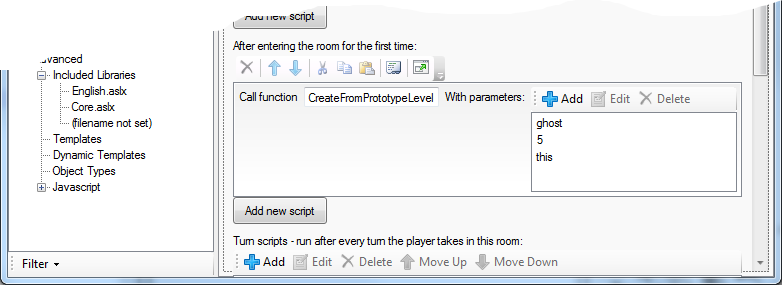 Add new script
After entering the room for the first time:
Included Libraries
English.aslx
Core.aslx
(filename not set)
Templates
Dynamic Templates
Object Types
Javascript
Filter
Call function CreateFromPrototypeLevel With parameters: Add Edit Delete
ghost
5
this
Add new script
Turn scripts - run after every turn the player takes in this room:
Add Edit Delete Move Up Move Down